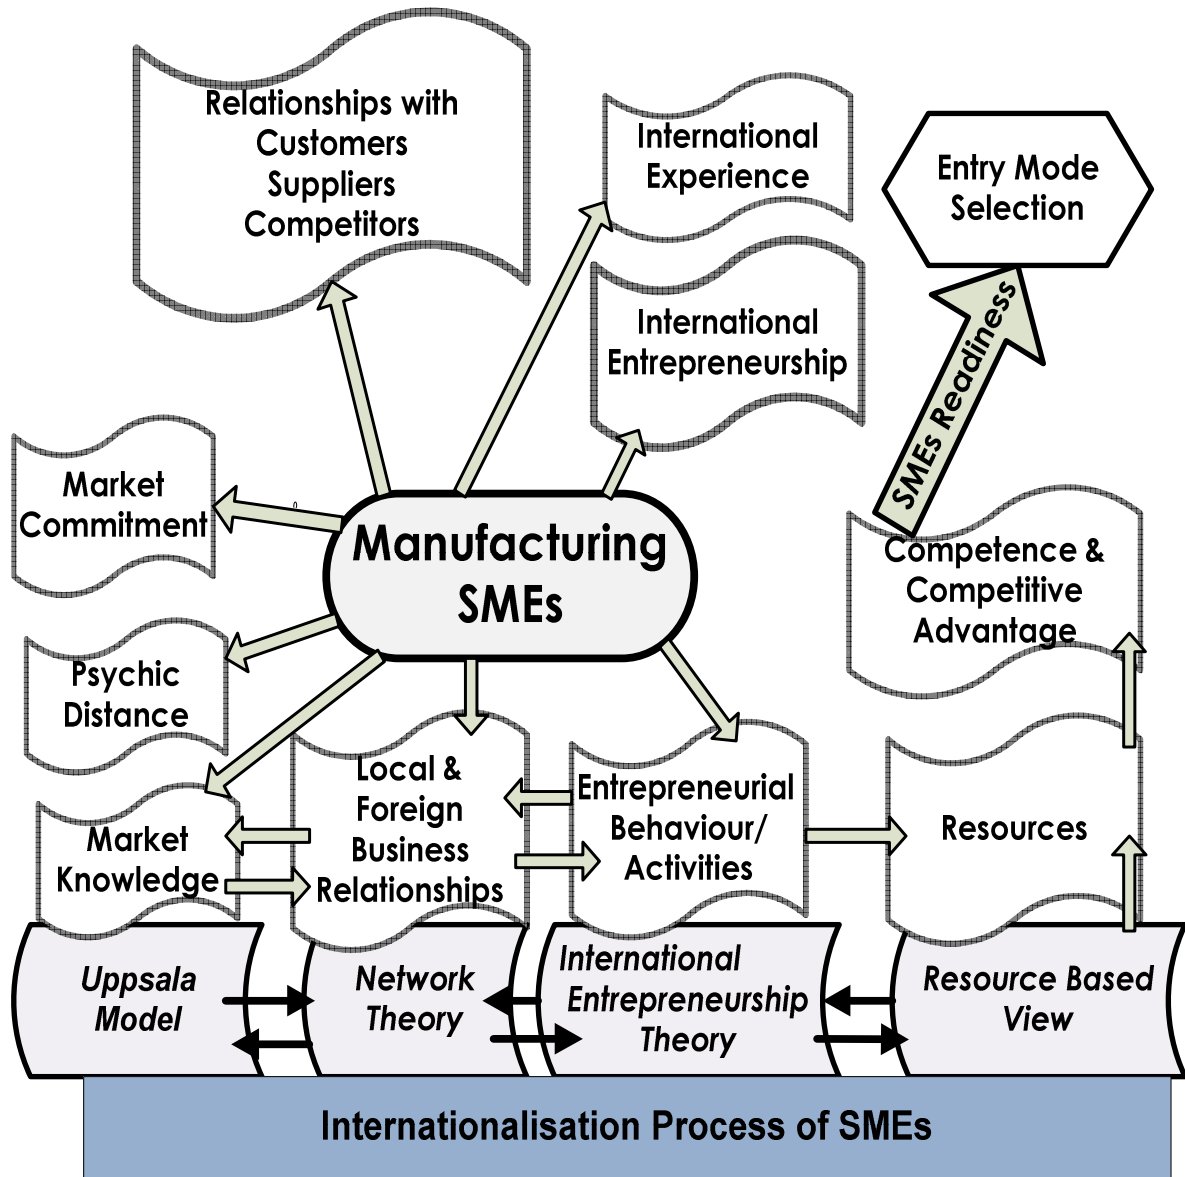 Relationships with
Customers
Suppliers
Competitors
International
Experience
Entry Mode
Selection
International
Entrepreneurship
SMEs Readiness
Market
Commitment
Manufacturing
SMEs
Competence &
Competitive
Advantage
Psychic
Distance
Local &
Foreign
Business
Relationships
Entrepreneurial
Behaviour/
Activities
Resources
Market
Knowledge
Uppsala
Model
Network
Theory
International
Entrepreneurship
Theory
Resource Based
View
Internationalisation Process of SMEs